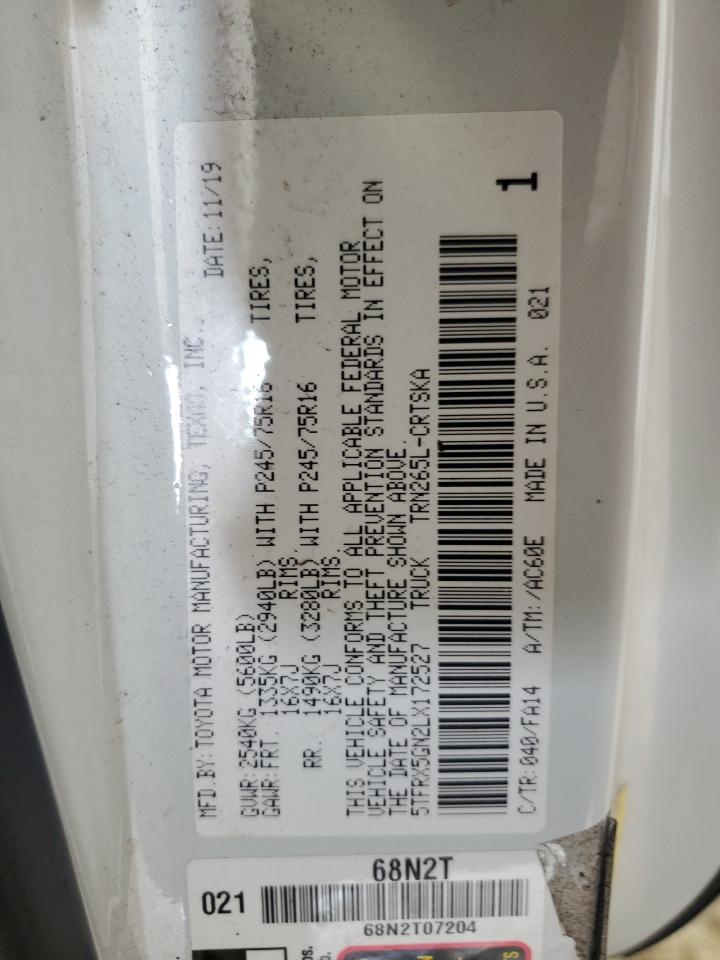 MFD.BY:TOYOTA MOTOR MANUFACTURING, TEXAS, INC. DATE:11/19
GVWR:2540KG (5600LB)
GAWR:FRT. 1335KG (2940LB) WITH P245/75R16 TIRES,
16X7J RIMS,
RR. 1490KG (3280LB) WITH P245/75R16 TIRES,
16X7J RIMS.
THIS VEHICLE CONFORMS TO ALL APPLICABLE FEDERAL MOTOR
VEHICLE SAFETY AND THEFT PREVENTION STANDARDS IN EFFECT ON
THE DATE OF MANUFACTURE SHOWN ABOVE.
5TFRX5GN2LX172527 TRUCK TRN265L-CRTSKA
1
C/TR:040/FA14 A/TM:/AC60E MADE IN U.S.A. 021
68N2T
021
68N2T07204